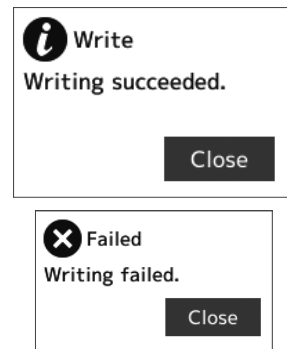 Write
Writing succeeded.
Close
Failed
Writing failed.
Close